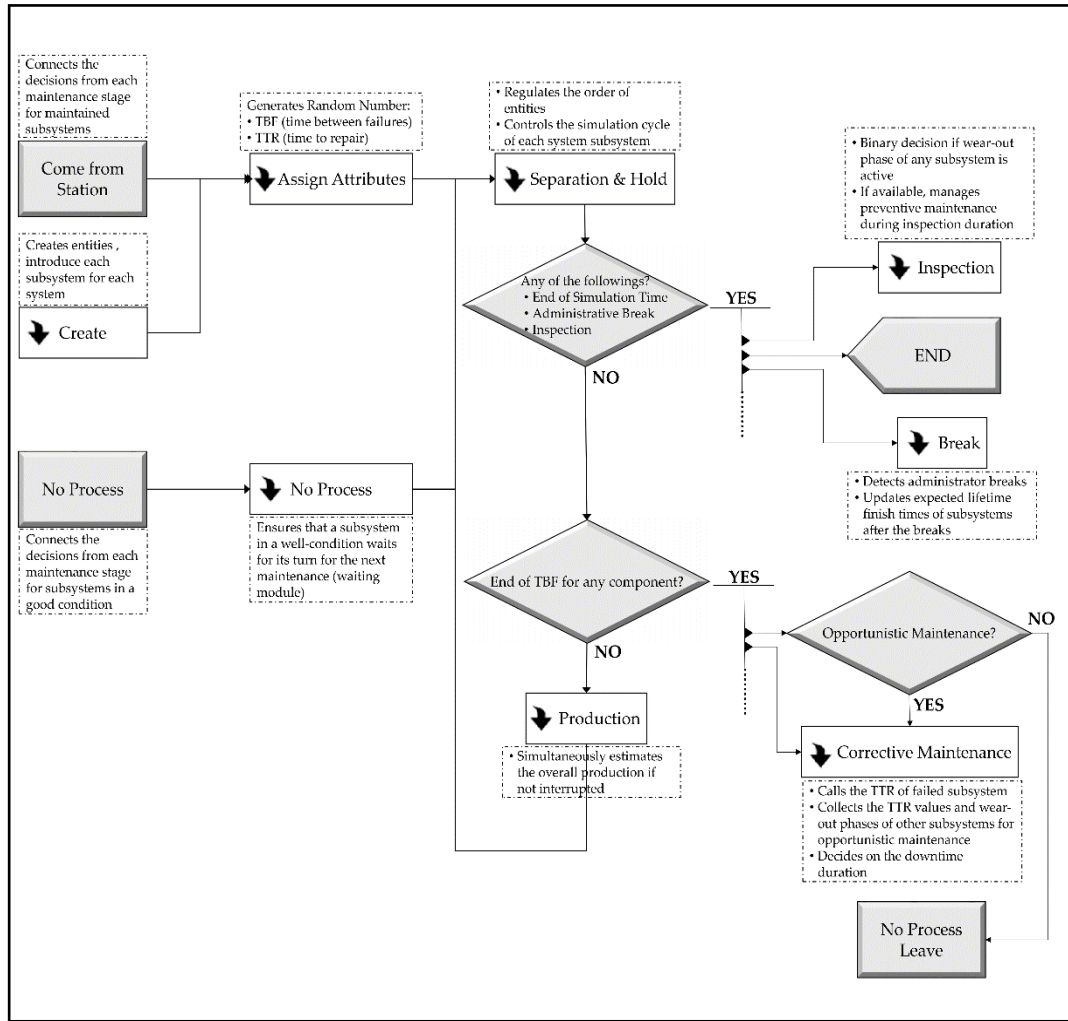 Connects the
decisions from each
maintenance stage
for maintained
subsystems
Come from
Station
Creates entities ,
introduce each
subsystem for each
system
Create
Generates Random Number:
• TBF (time between failures)
• TTR (time to repair)
Assign Attributes
• Regulates the order of
entities
• Controls the simulation cycle
of each system subsystem
Separation & Hold
Any of the followings?
• End of Simulation Time
• Administrative Break
• Inspection
YES
NO
• Binary decision if wear-out
phase of any subsystem is
active
• If available, manages
preventive maintenance
during inspection duration
Inspection
END
Break
• Detects administrator breaks
• Updates expected lifetime
finish times of subsystems
after the breaks
No Process
Connects the
decisions from each
maintenance stage
for subsystems in a
good condition
No Process
Ensures that a subsystem
in a well-condition waits
for its turn for the next
maintenance (waiting
module)
End of TBF for any component?
YES
NO
Production
• Simultaneously estimates
the overall production if
not interrupted
Opportunistic Maintenance?
NO
YES
Corrective Maintenance
• Calls the TTR of failed subsystem
• Collects the TTR values and wear-
out phases of other subsystems for
opportunistic maintenance
• Decides on the downtime
duration
No Process
Leave